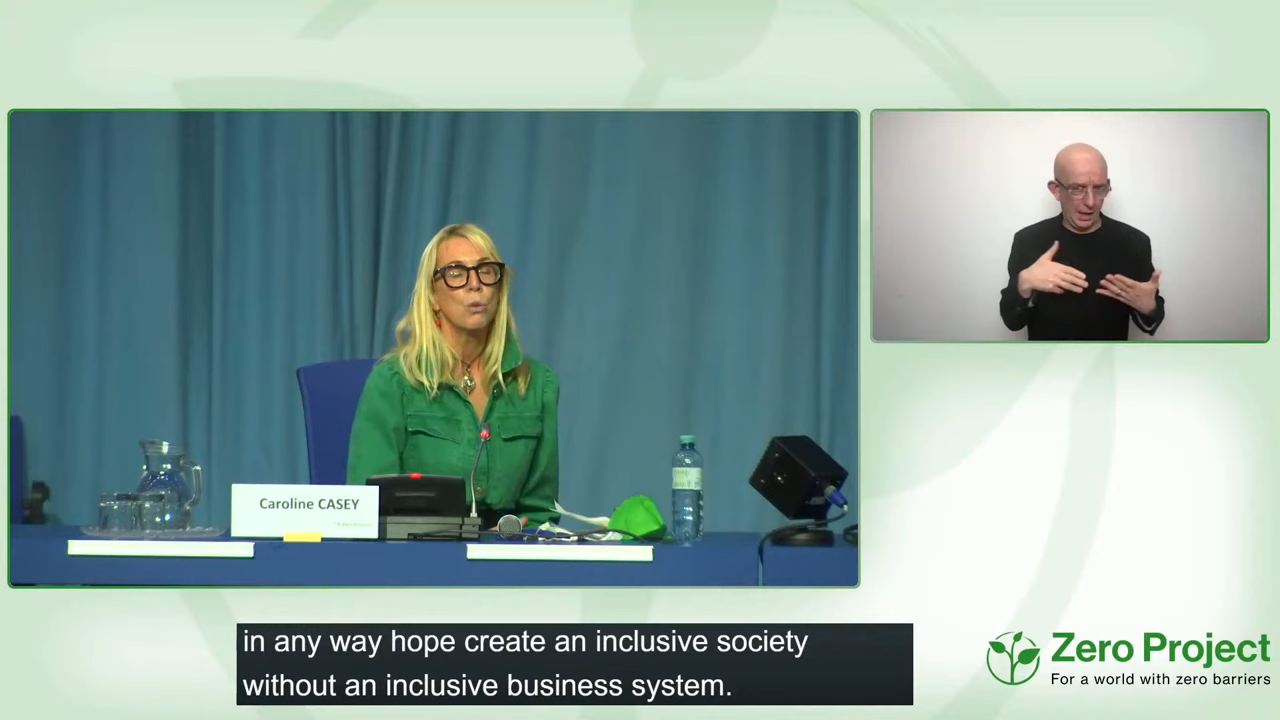 Caroline CASEY
in any way hope create an inclusive society
without an inclusive business system.
Zero Project
For a world with zero barriers